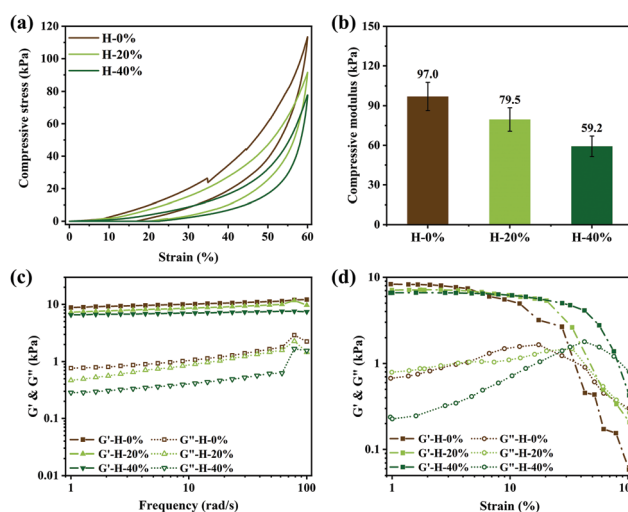 (a)
H-0%
H-20%
H-40%
Compressive stress (kPa)
120
100
80
60
40
20
0
0 10 20 30 40 50 60
Strain (%)
(b)
Compressive modulus (kPa)
150
120
90
60
30
0
97.0
79.5
59.2
H-0% H-20% H-40%
(c)
G' & G" (kPa)
100
10
1
0.1
0.01
G'-H-0% G"-H-0%
G'-H-20% G"-H-20%
G'-H-40% G"-H-40%
1 10 100
Frequency (rad/s)
(d)
G' & G" (kPa)
10
1
0.1
G'-H-0% G"-H-0%
G'-H-20% G"-H-20%
G'-H-40% G"-H-40%
1 10 100
Strain (%)